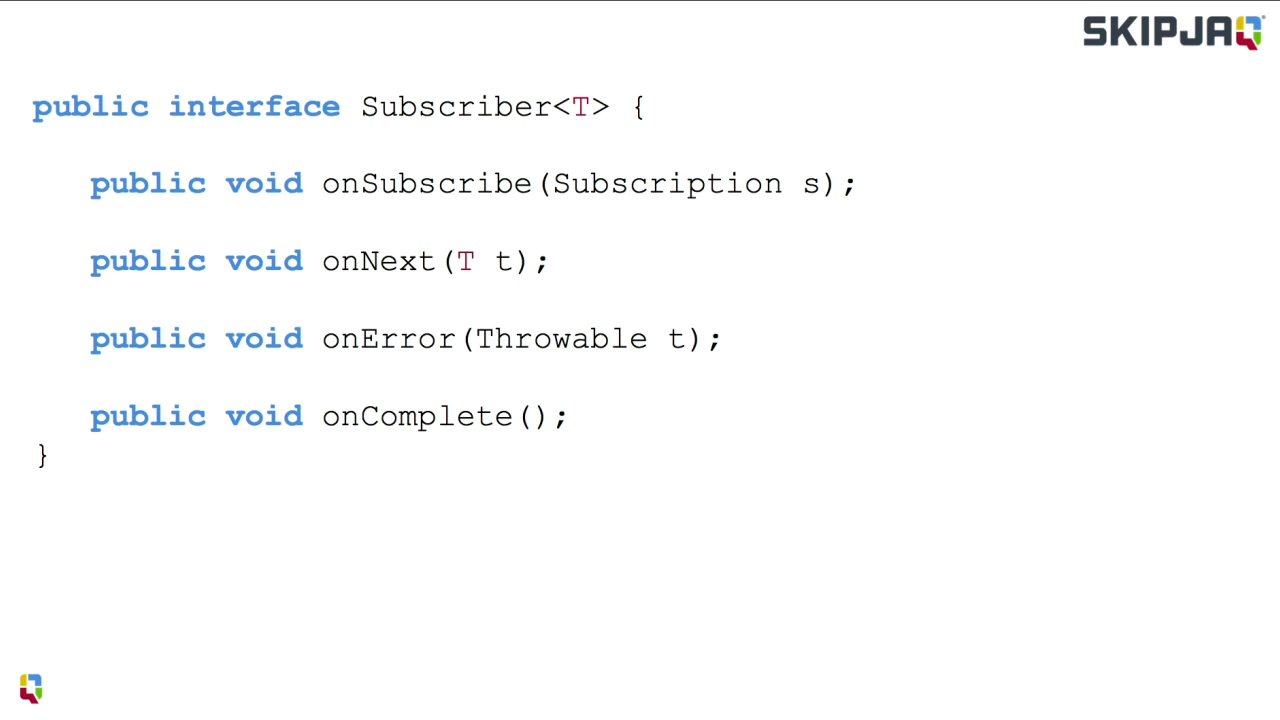 SKIPJAQ
public interface Subscriber<T> {
public void onSubscribe(Subscription s);
public void onNext(T t);
public void onError(Throwable t);
public void onComplete();
}